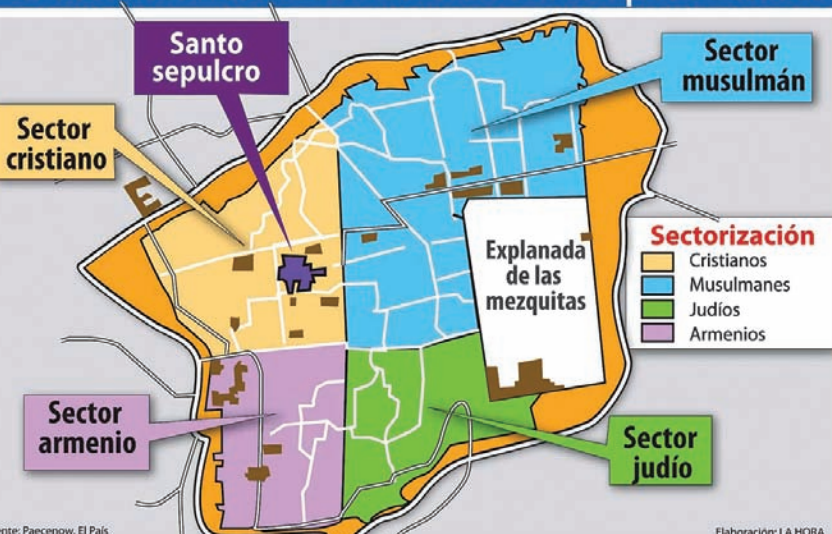 Santo
sepulcro
Sector
musulmán
Sector
cristiano
Explanada
de las
mezquitas
Sectorización
Cristianos
Musulmanes
Judíos
Armenios
Sector
armenio
Sector
judío
Paecenow, El País
Elaboración: LA HORA